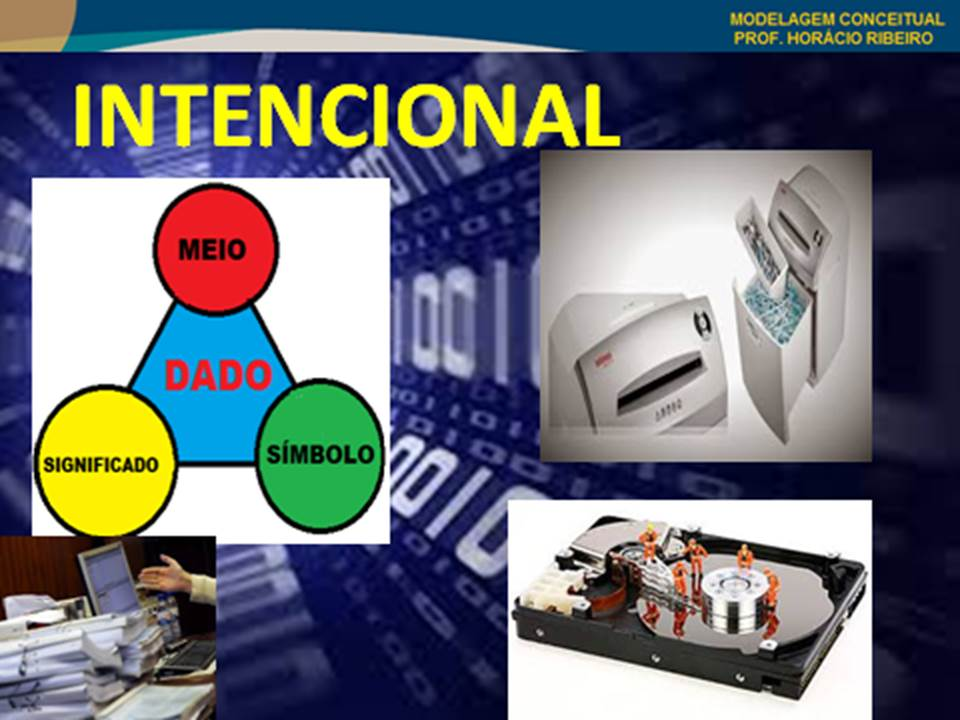 MODELAGEM CONCEITUAL
PROF. HORÁCIO RIBEIRO
INTENCIONAL
MEIO
DADO
SIGNIFICADO
SÍMBOLO